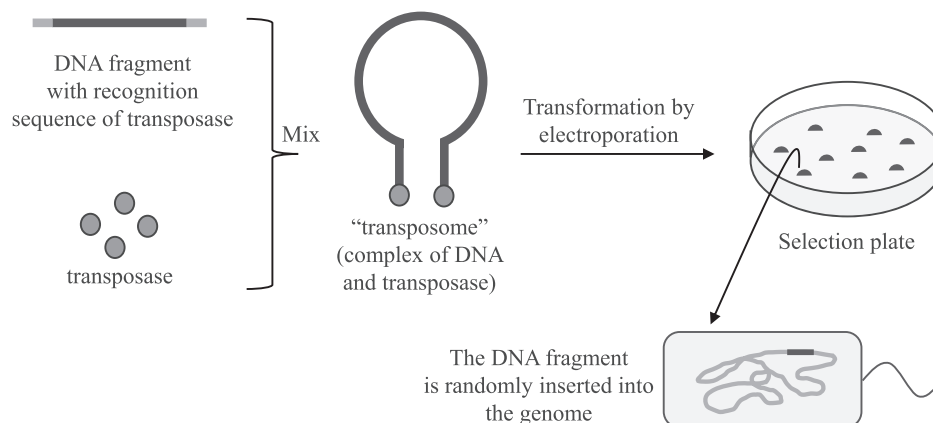 DNA fragment
with recognition
sequence of transposase
transposase
Mix
“transposome”
(complex of DNA
and transposase)
Transformation by
electroporation
Selection plate
The DNA fragment
is randomly inserted into
the genome